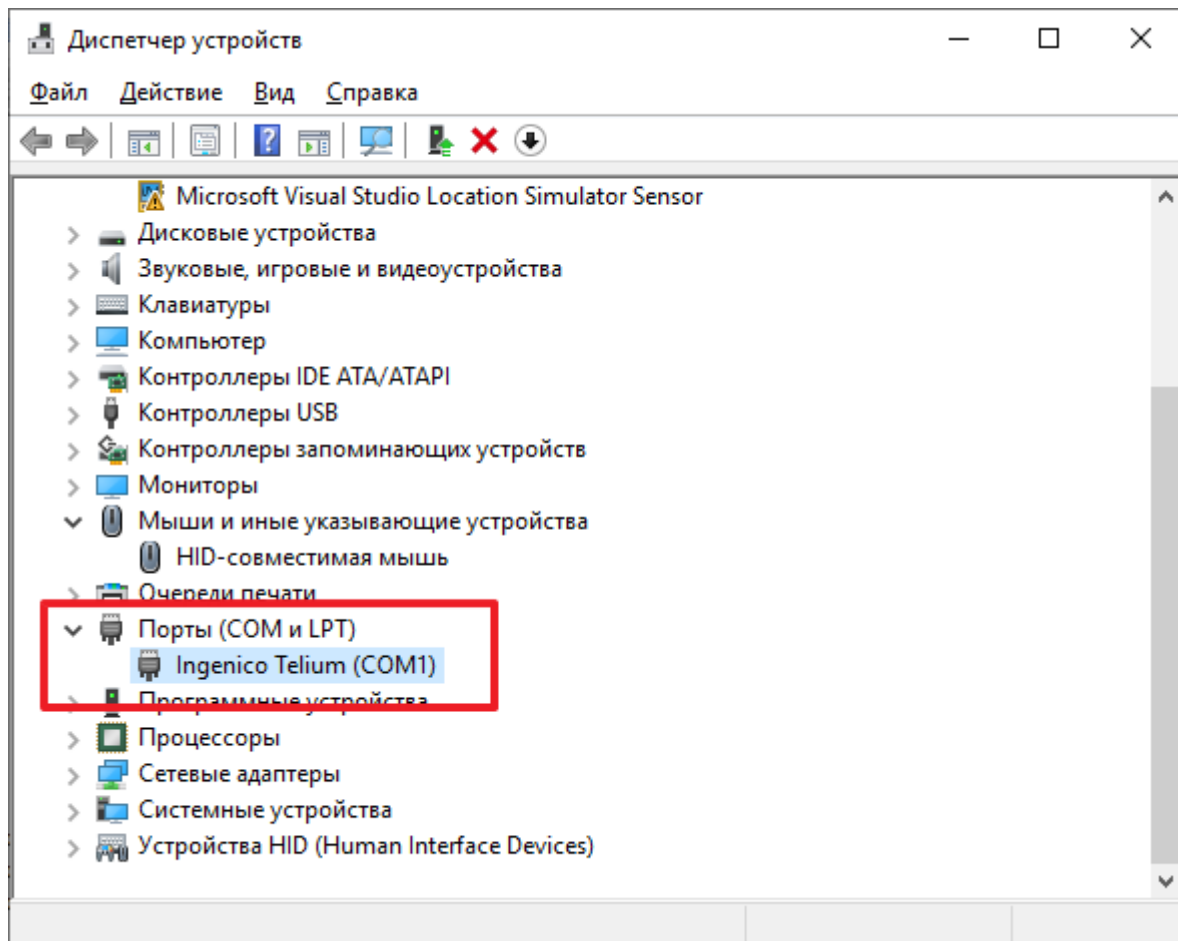 Диспетчер устройств
Файл Действие Вид Справка
Microsoft Visual Studio Location Simulator Sensor
Дисковые устройства
Звуковые, игровые и видеоустройства
Клавиатуры
Компьютер
Контроллеры IDE ATA/ATAPI
Контроллеры USB
Контроллеры запоминающих устройств
Мониторы
Мыши и иные указывающие устройства
HID-совместимая мышь
Очереди печати
Порты (COM и LPT)
Ingenico Telium (COM1)
Программные устройства
Процессоры
Сетевые адаптеры
Системные устройства
Устройства HID (Human Interface Devices)